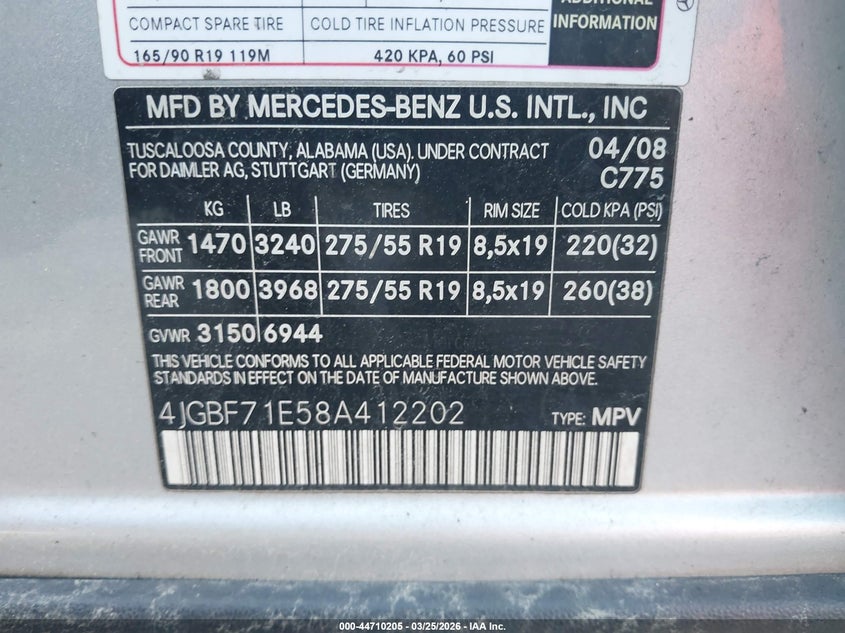 ADDITIONAL
INFORMATION
COMPACT SPARE TIRE COLD TIRE INFLATION PRESSURE
165/90 R19 119M 420 KPA, 60 PSI
MFD BY MERCEDES-BENZ U.S. INTL., INC
TUSCALOOSA COUNTY, ALABAMA (USA). UNDER CONTRACT 04/08
FOR DAIMLER AG, STUTTGART (GERMANY) C775
KG LB TIRES RIM SIZE COLD KPA (PSI)
GAWR FRONT 1470 3240 275/55 R19 8,5x19 220(32)
GAWR REAR 1800 3968 275/55 R19 8,5x19 260(38)
GVWR 3150 6944
THIS VEHICLE CONFORMS TO ALL APPLICABLE FEDERAL MOTOR VEHICLE SAFETY
STANDARDS IN EFFECT ON THE DATE OF MANUFACTURE SHOWN ABOVE.
4JGBF71E58A412202 TYPE: MPV
000-44710205 - 03/25/2026 - IAA Inc.